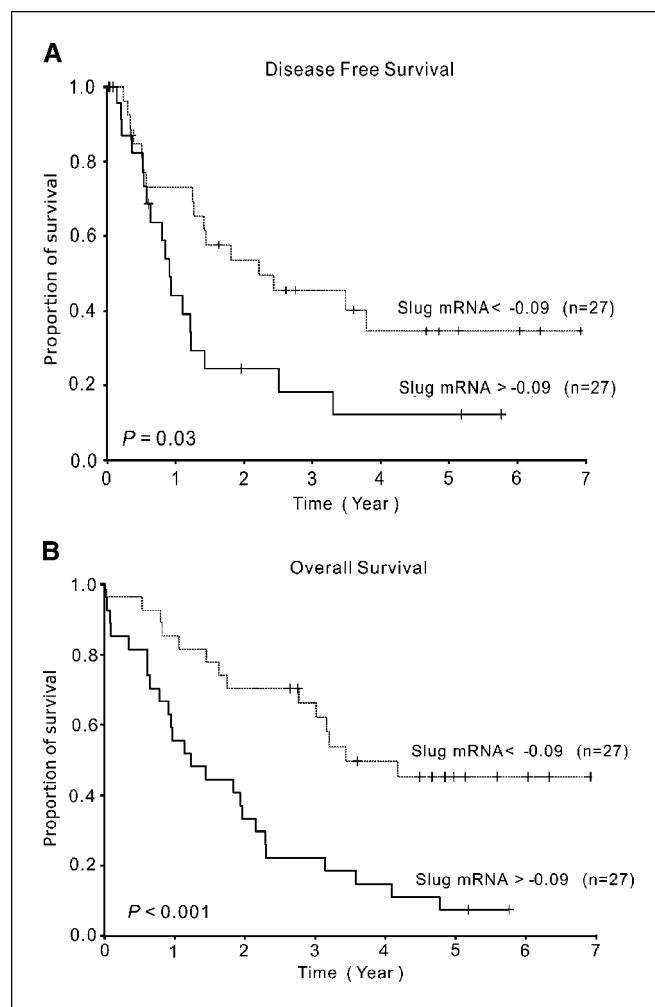 A
Disease Free Survival
1.0
0.8
0.6
0.4
0.2
0.0
Proportion of survival
Slug mRNA< -0.09 (n=27)
Slug mRNA >-0.09 (n=27)
P = 0.03
0 1 2 3 4 5 6 7
Time ( Year )
B
Overall Survival
1.0
0.8
0.6
0.4
0.2
0.0
Proportion of survival
Slug mRNA< -0.09 (n=27)
Slug mRNA >-0.09 (n=27)
P < 0.001
0 1 2 3 4 5 6 7
Time ( Year )